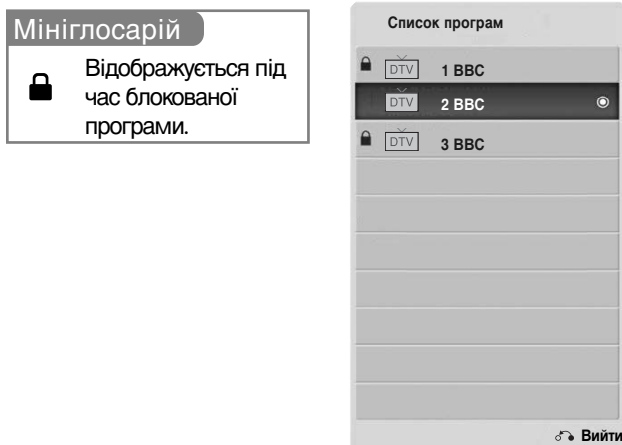 Мініглосарій
Відображується під
час блокованої
програми.
Список програм
DTV 1 BBC
DTV 2 BBC
DTV 3 BBC
Вийти